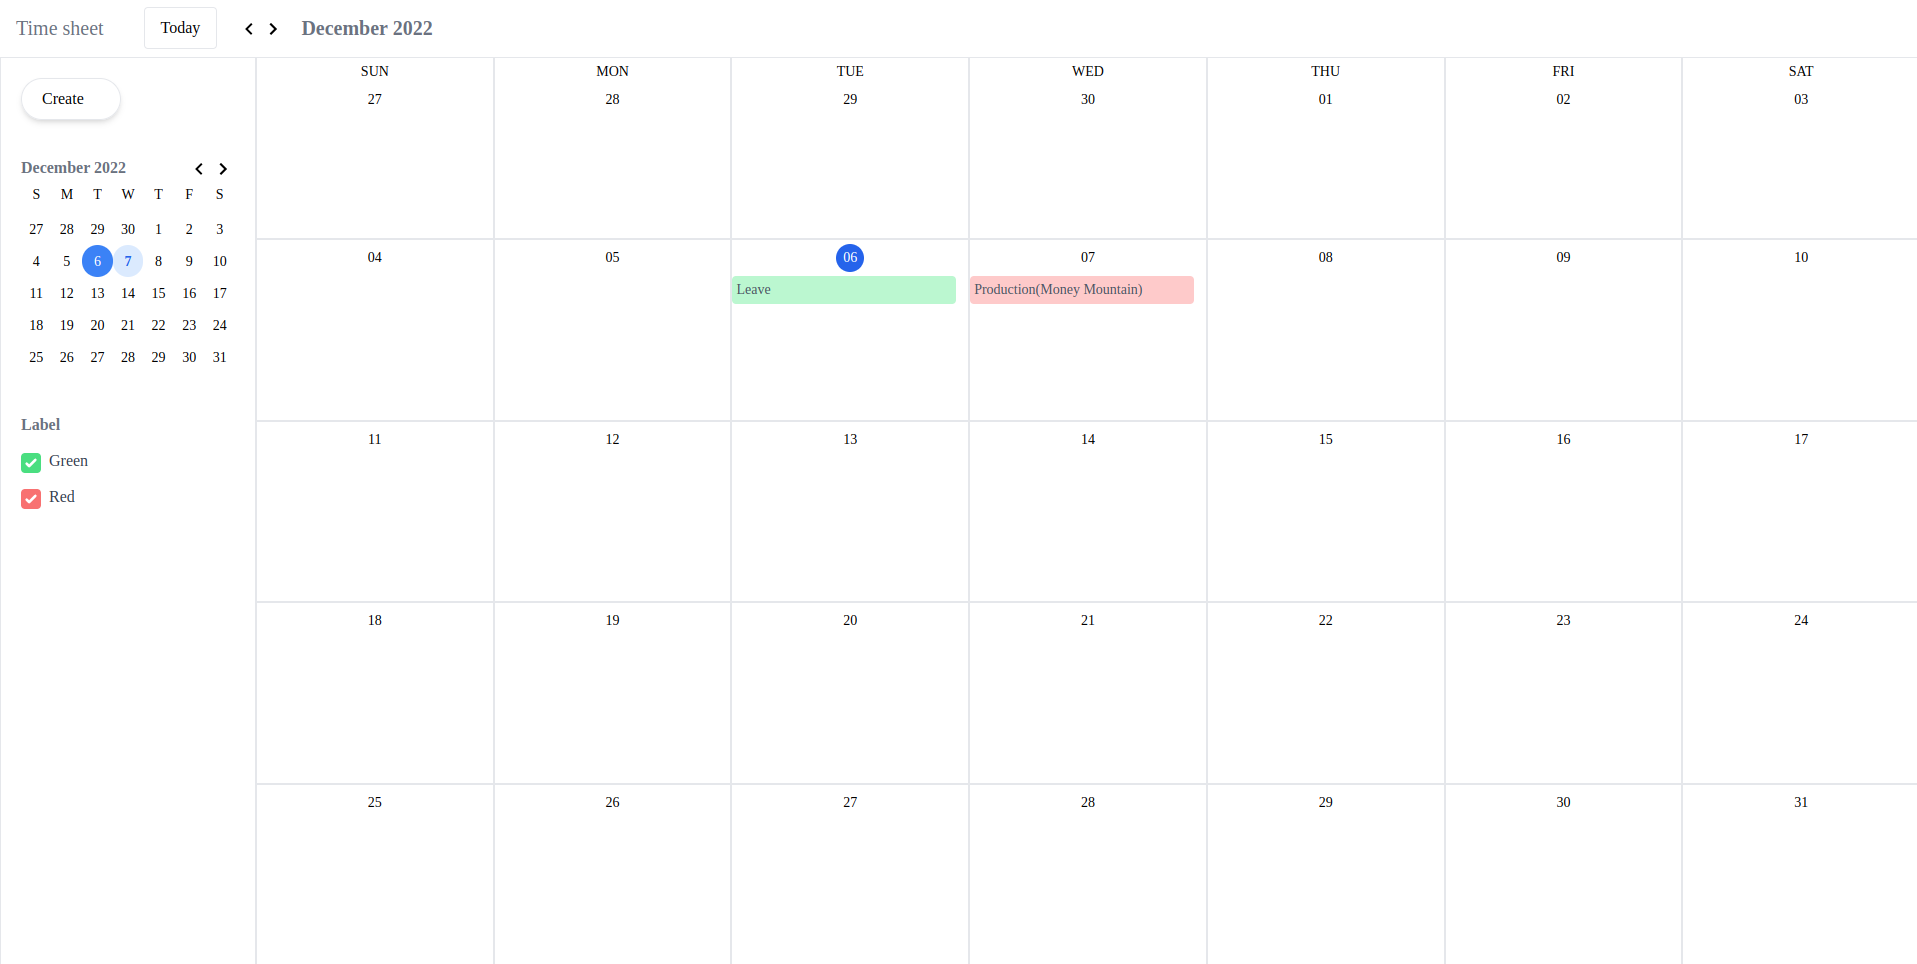 Time sheet Today December 2022
Create
December 2022
S M T W T F S
27 28 29 30 1 2 3
4 5 6 7 8 9 10
11 12 13 14 15 16 17
18 19 20 21 22 23 24
25 26 27 28 29 30 31
Label
Green
Red
SUN MON TUE WED THU FRI SAT
27 28 29 30 01 02 03
04 05 06 07 08 09 10
Leave Production(Money Mountain)
11 12 13 14 15 16 17
18 19 20 21 22 23 24
25 26 27 28 29 30 31